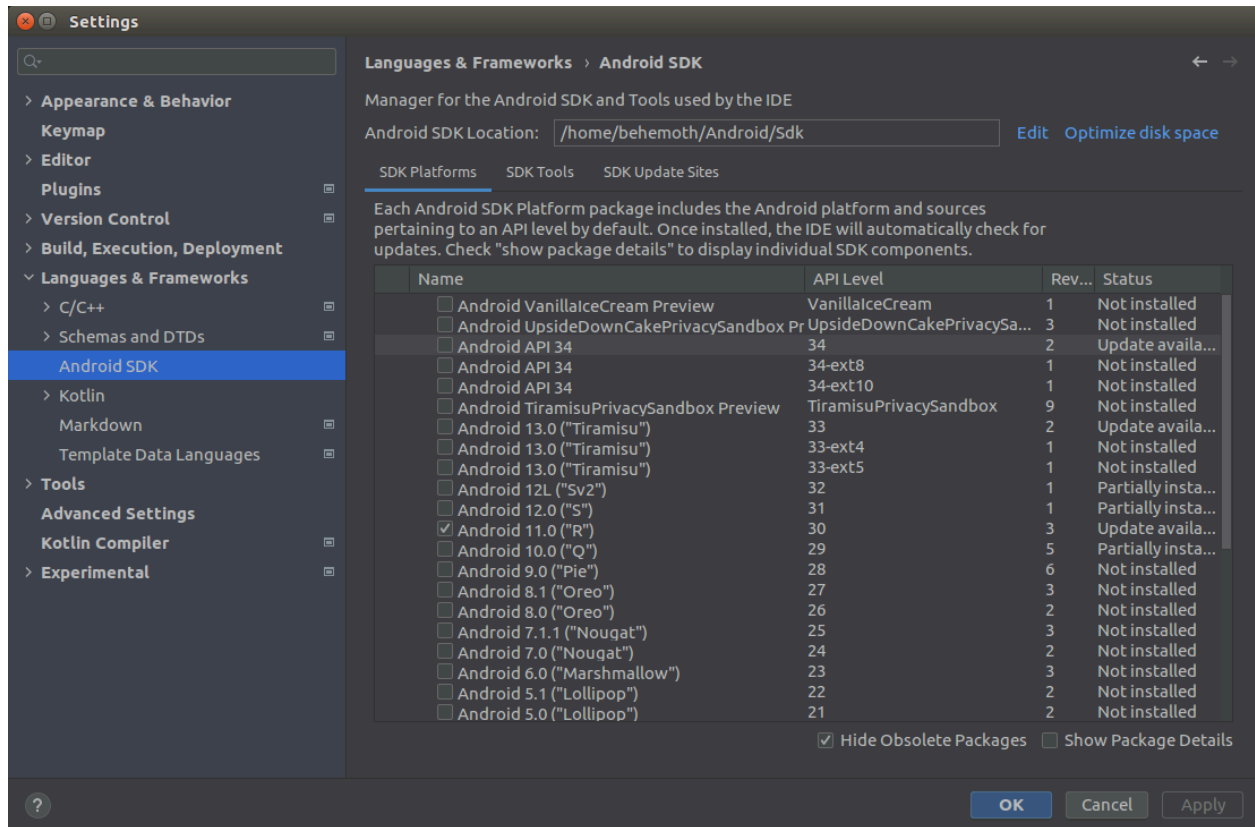 Settings
Appearance & Behavior
Keymap
Editor
Plugins
Version Control
Build, Execution, Deployment
Languages & Frameworks
C/C++
Schemas and DTDs
Android SDK
Kotlin
Markdown
Template Data Languages
Tools
Advanced Settings
Kotlin Compiler
Experimental
Languages & Frameworks › Android SDK
Manager for the Android SDK and Tools used by the IDE
Android SDK Location: /home/behemoth/Android/Sdk Edit Optimize disk space
SDK Platforms SDK Tools SDK Update Sites
Each Android SDK Platform package includes the Android platform and sources
pertaining to an API level by default. Once installed, the IDE will automatically check for
updates. Check "show package details" to display individual SDK components.
Name API Level Rev... Status
Android VanillaIceCream Preview VanillaIceCream 1 Not installed
Android UpsideDownCakePrivacySandbox Pr UpsideDownCakePrivacySa... 3 Not installed
Android API 34 34 2 Update availa...
Android API 34 34-ext8 1 Not installed
Android API 34 34-ext10 1 Not installed
Android TiramisuPrivacySandbox Preview TiramisuPrivacySandbox 9 Not installed
Android 13.0 ("Tiramisu") 33 2 Update availa...
Android 13.0 ("Tiramisu") 33-ext4 1 Not installed
Android 13.0 ("Tiramisu") 33-ext5 1 Not installed
Android 12L ("Sv2") 32 1 Partially insta...
Android 12.0 ("S") 31 1 Partially insta...
Android 11.0 ("R") 30 3 Update availa...
Android 10.0 ("Q") 29 5 Partially insta...
Android 9.0 ("Pie") 28 6 Not installed
Android 8.1 ("Oreo") 27 3 Not installed
Android 8.0 ("Oreo") 26 2 Not installed
Android 7.1.1 ("Nougat") 25 3 Not installed
Android 7.0 ("Nougat") 24 2 Not installed
Android 6.0 ("Marshmallow") 23 3 Not installed
Android 5.1 ("Lollipop") 22 2 Not installed
Android 5.0 ("Lollipop") 21 2 Not installed
Hide Obsolete Packages Show Package Details
? OK Cancel Apply